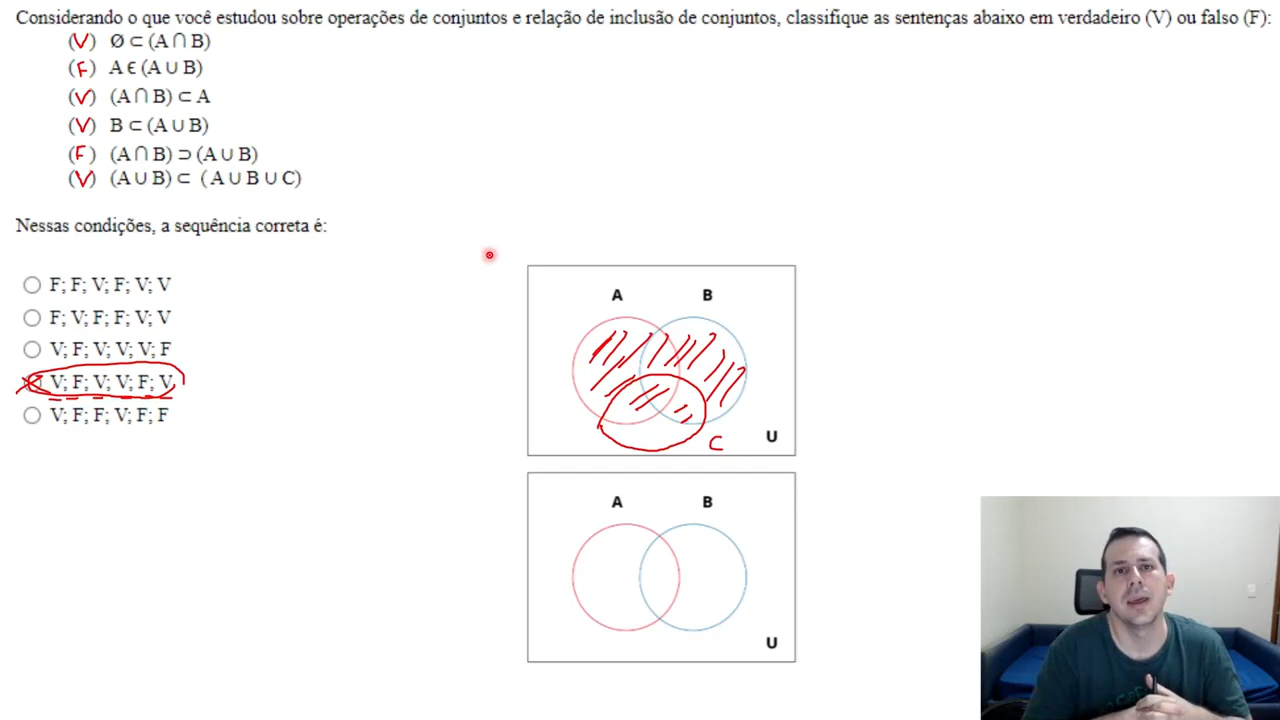 Considerando o que você estudou sobre operações de conjuntos e relação de inclusão de conjuntos, classifique as sentenças abaixo em verdadeiro (V) ou falso (F):
(V) Ø ⊂ (A ∩ B)
(F) A ϵ (A ∪ B)
(V) (A ∩ B) ⊂ A
(V) B ⊂ (A ∪ B)
(F) (A ∩ B) ⊃ (A ∪ B)
(V) (A ∪ B) ⊂ ( A ∪ B ∪ C)
Nessas condições, a sequência correta é:
F; F; V; F; V; V
F; V; F; F; V; V
V; F; V; V; V; F
V; F; V; V; F; V
V; F; F; V; F; F
A B
C
U
A B
U